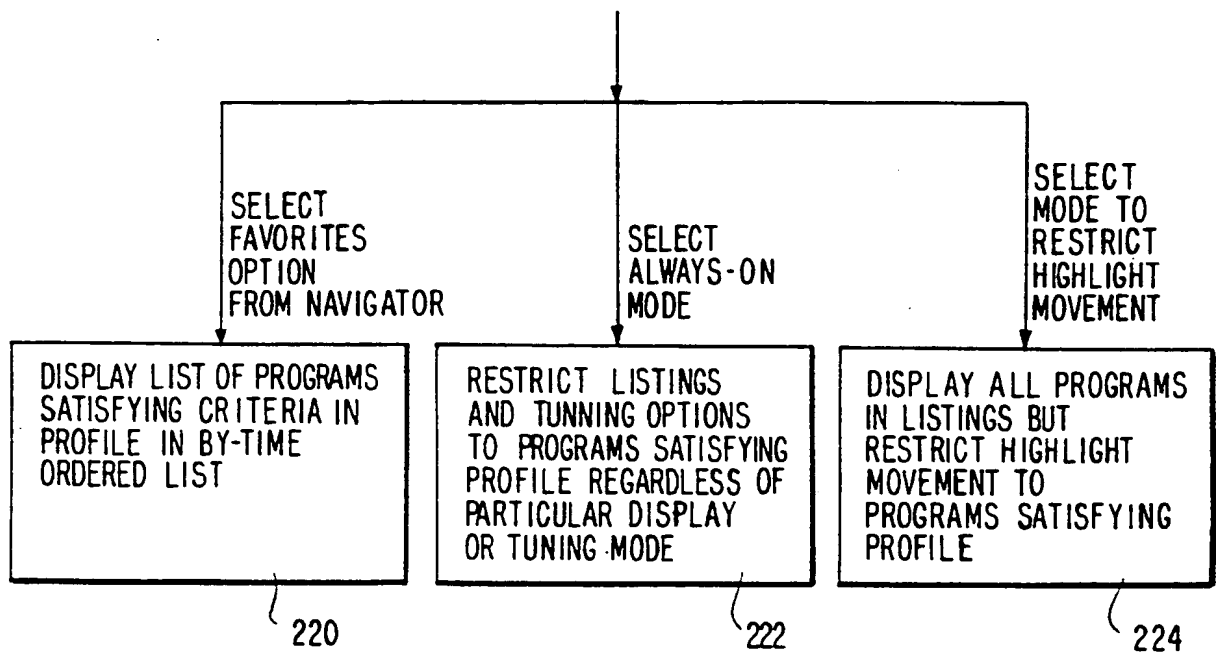 SELECT
FAVORITES
OPTION
FROM NAVIGATOR
SELECT
ALWAYS-ON
MODE
SELECT
MODE TO
RESTRICT
HIGHLIGHT
MOVEMENT
DISPLAY LIST OF PROGRAMS
SATISFYING CRITERIA IN
PROFILE IN BY-TIME
ORDERED LIST
RESTRICT LISTINGS
AND TUNNING OPTIONS
TO PROGRAMS SATISFYING
PROFILE REGARDLESS OF
PARTICULAR DISPLAY
OR TUNING MODE
DISPLAY ALL PROGRAMS
IN LISTINGS BUT
RESTRICT HIGHLIGHT
MOVEMENT TO
PROGRAMS SATISFYING
PROFILE
220
222
224